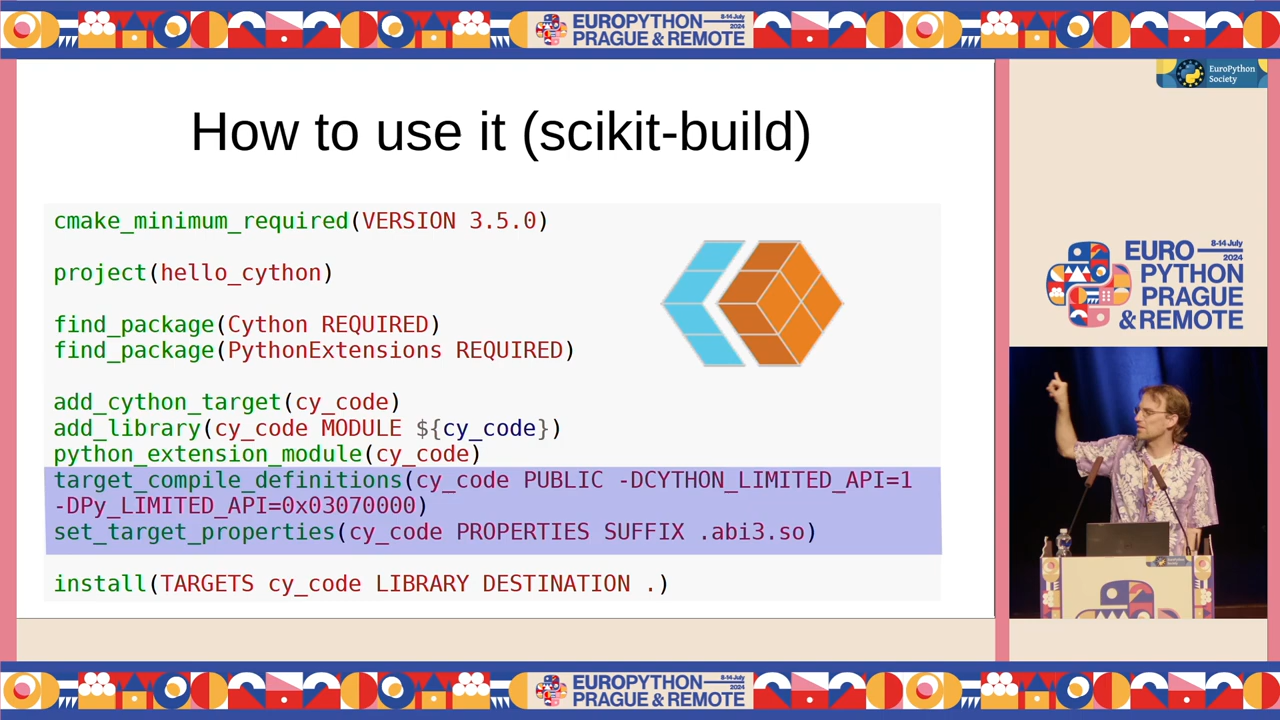 EUROPYTHON
8-14 July
2024
PRAGUE & REMOTE
EuroPython
Society
How to use it (scikit-build)
cmake_minimum_required(VERSION 3.5.0)
project(hello_cython)
find_package(Cython REQUIRED)
find_package(PythonExtensions REQUIRED)
add_cython_target(cy_code)
add_library(cy_code MODULE ${cy_code})
python_extension_module(cy_code)
target_compile_definitions(cy_code PUBLIC -DCYTHON_LIMITED_API=1
-DPy_LIMITED_API=0x03070000)
set_target_properties(cy_code PROPERTIES SUFFIX .abi3.so)
install(TARGETS cy_code LIBRARY DESTINATION .)
EURO
8-14 July
2024
PYTHON
PRAGUE
& REMOTE
EUROPYTHON
8-14 July
2024
PRAGUE & REMOTE